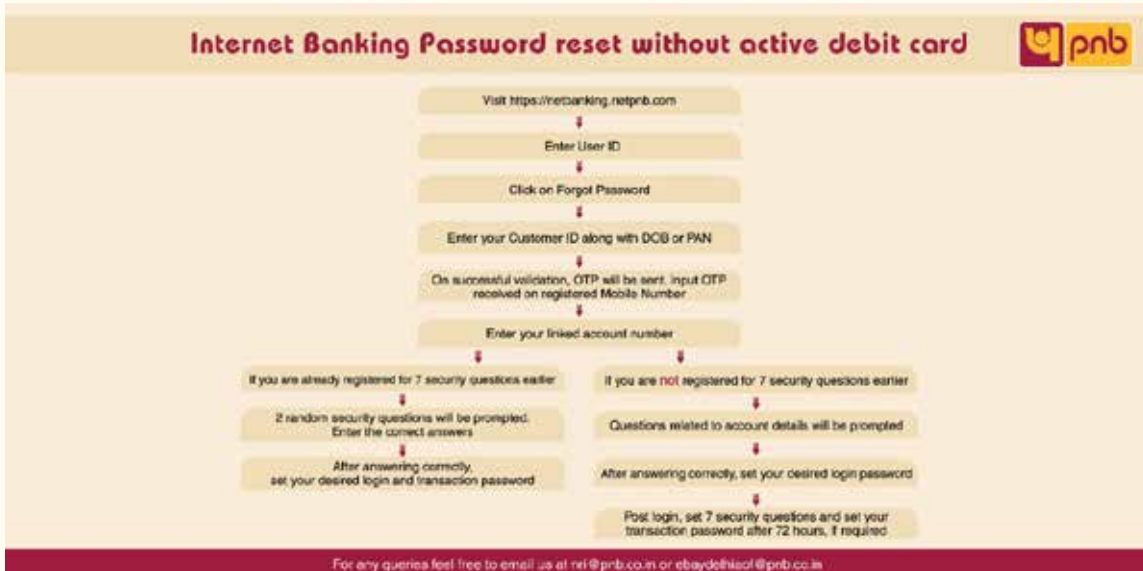 Internet Banking Password reset without active debit card
pnb
Visit https://netbanking.netpnb.com
Enter User ID
Click on Forgot Password
Enter your Customer ID along with DOB or PAN
On successful validation, OTP will be sent. Input OTP
received on registered Mobile Number
Enter your linked account number
If you are already registered for 7 security questions earlier
2 random security questions will be prompted.
Enter the correct answers
After answering correctly,
set your desired login and transaction password
If you are not registered for 7 security questions earlier
Questions related to account details will be prompted
After answering correctly, set your desired login password
Post login, set 7 security questions and set your
transaction password after 72 hours, if required
For any queries feel free to email us at nri@pnb.co.in or